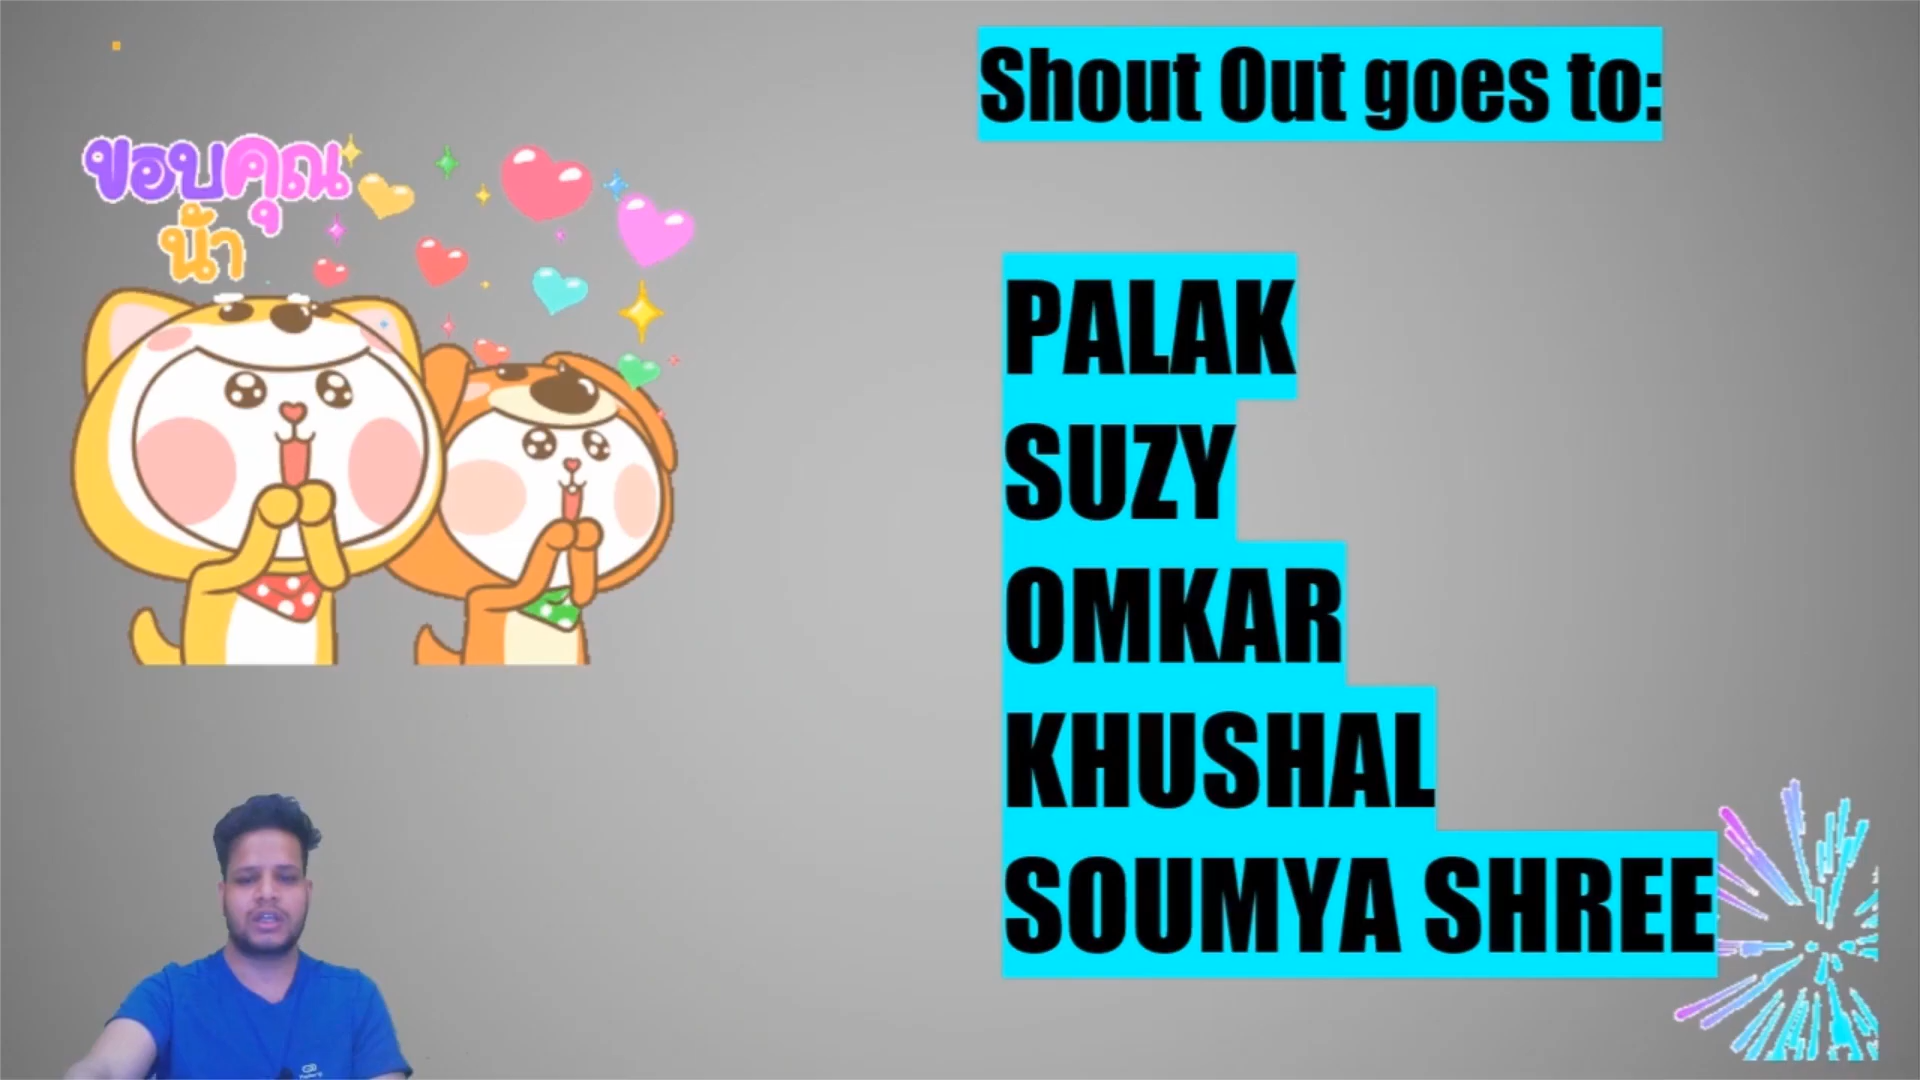 Shout Out goes to:
ขอบคุณ
น้า
PALAK
SUZY
OMKAR
KHUSHAL
SOUMYA SHREE